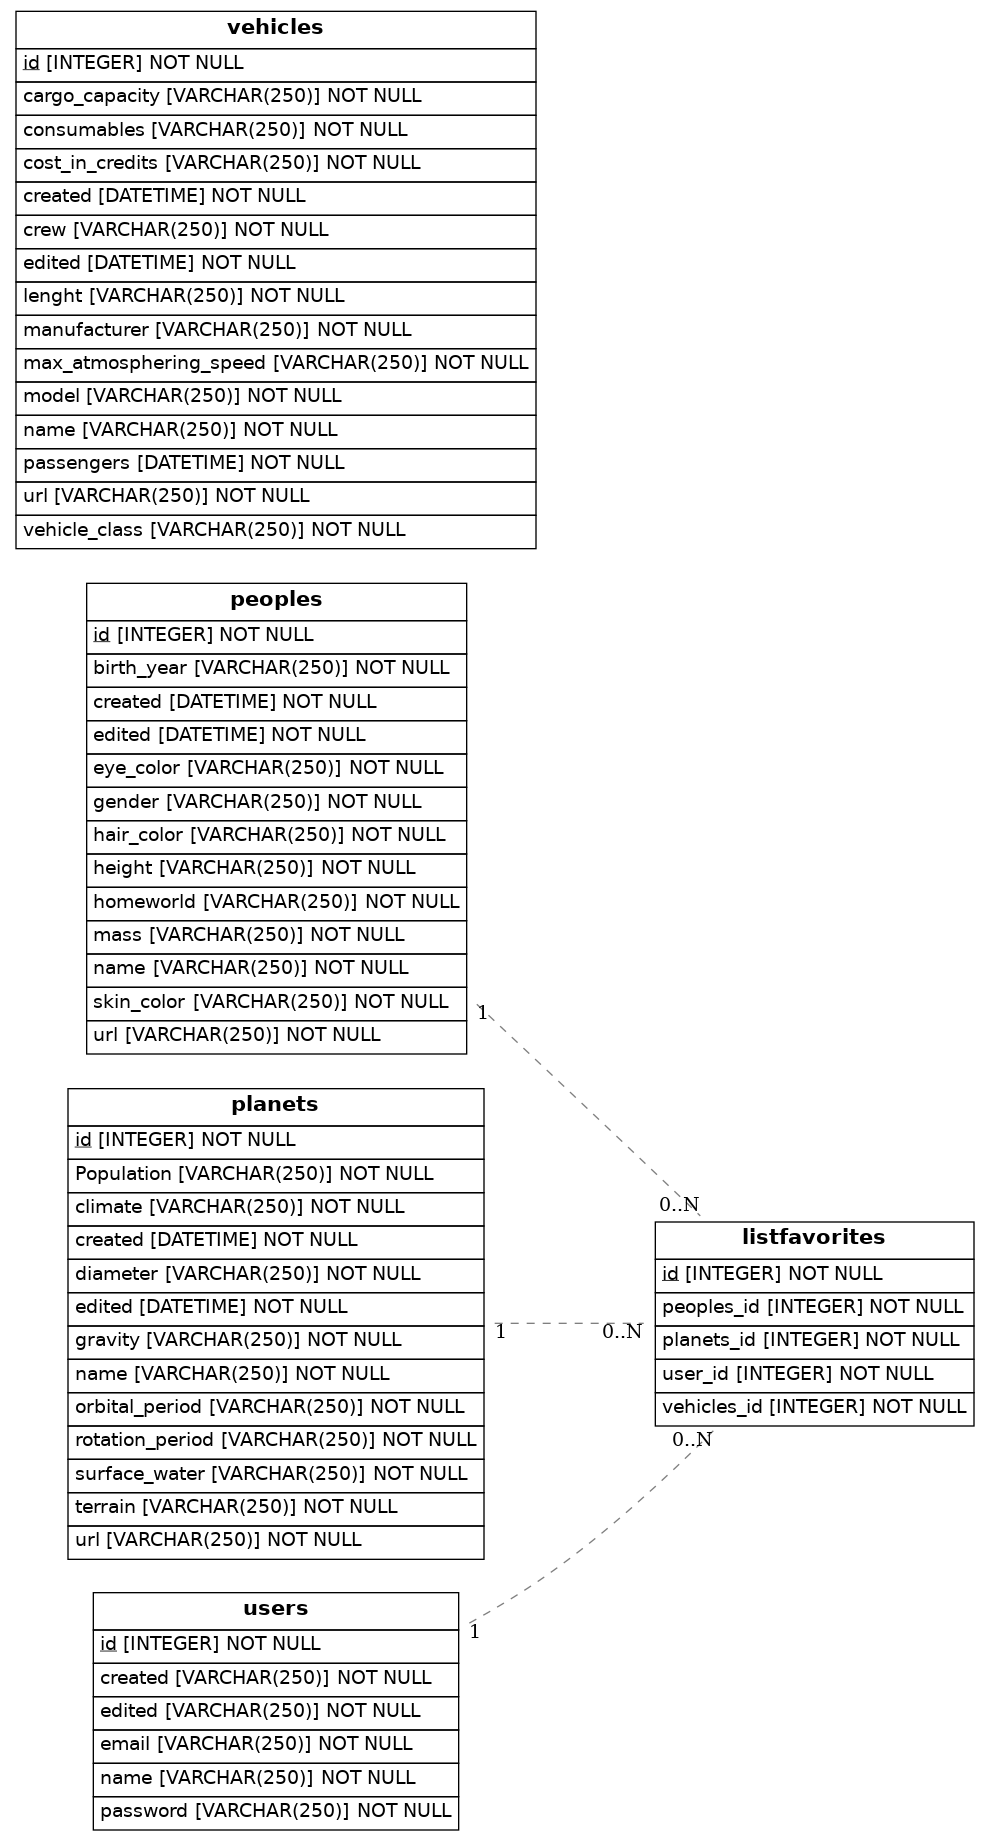 vehicles
id [INTEGER] NOT NULL
cargo_capacity [VARCHAR(250)] NOT NULL
consumables [VARCHAR(250)] NOT NULL
cost_in_credits [VARCHAR(250)] NOT NULL
created [DATETIME] NOT NULL
crew [VARCHAR(250)] NOT NULL
edited [DATETIME] NOT NULL
lenght [VARCHAR(250)] NOT NULL
manufacturer [VARCHAR(250)] NOT NULL
max_atmosphering_speed [VARCHAR(250)] NOT NULL
model [VARCHAR(250)] NOT NULL
name [VARCHAR(250)] NOT NULL
passengers [DATETIME] NOT NULL
url [VARCHAR(250)] NOT NULL
vehicle_class [VARCHAR(250)] NOT NULL
peoples
id [INTEGER] NOT NULL
birth_year [VARCHAR(250)] NOT NULL
created [DATETIME] NOT NULL
edited [DATETIME] NOT NULL
eye_color [VARCHAR(250)] NOT NULL
gender [VARCHAR(250)] NOT NULL
hair_color [VARCHAR(250)] NOT NULL
height [VARCHAR(250)] NOT NULL
homeworld [VARCHAR(250)] NOT NULL
mass [VARCHAR(250)] NOT NULL
name [VARCHAR(250)] NOT NULL
skin_color [VARCHAR(250)] NOT NULL
url [VARCHAR(250)] NOT NULL
1
0..N
planets
id [INTEGER] NOT NULL
Population [VARCHAR(250)] NOT NULL
climate [VARCHAR(250)] NOT NULL
created [DATETIME] NOT NULL
diameter [VARCHAR(250)] NOT NULL
edited [DATETIME] NOT NULL
gravity [VARCHAR(250)] NOT NULL
name [VARCHAR(250)] NOT NULL
orbital_period [VARCHAR(250)] NOT NULL
rotation_period [VARCHAR(250)] NOT NULL
surface_water [VARCHAR(250)] NOT NULL
terrain [VARCHAR(250)] NOT NULL
url [VARCHAR(250)] NOT NULL
1
0..N
listfavorites
id [INTEGER] NOT NULL
peoples_id [INTEGER] NOT NULL
planets_id [INTEGER] NOT NULL
user_id [INTEGER] NOT NULL
vehicles_id [INTEGER] NOT NULL
0..N
1
users
id [INTEGER] NOT NULL
created [VARCHAR(250)] NOT NULL
edited [VARCHAR(250)] NOT NULL
email [VARCHAR(250)] NOT NULL
name [VARCHAR(250)] NOT NULL
password [VARCHAR(250)] NOT NULL